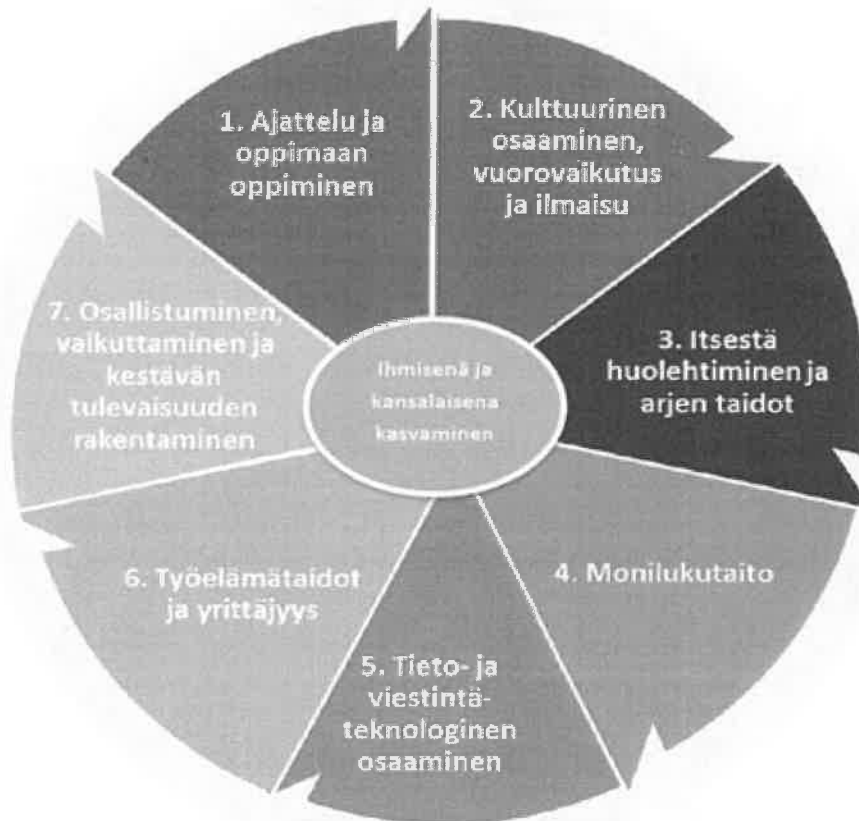 1. Ajattelu ja
oppimaan
oppiminen
2. Kulttuurinen
osaaminen,
vuorovaikutus
ja ilmaisu
3. Itsestä
huolehtiminen ja
arjen taidot
4. Monilukutaito
5. Tieto- ja
viestintä-
teknologinen
osaaminen
6. Työelämätaidot
ja yrittäjyys
7. Osallistuminen,
vaikuttaminen ja
kestävän
tulevaisuuden
rakentaminen
Ihmisenä ja
kansalaisena
kasvaminen